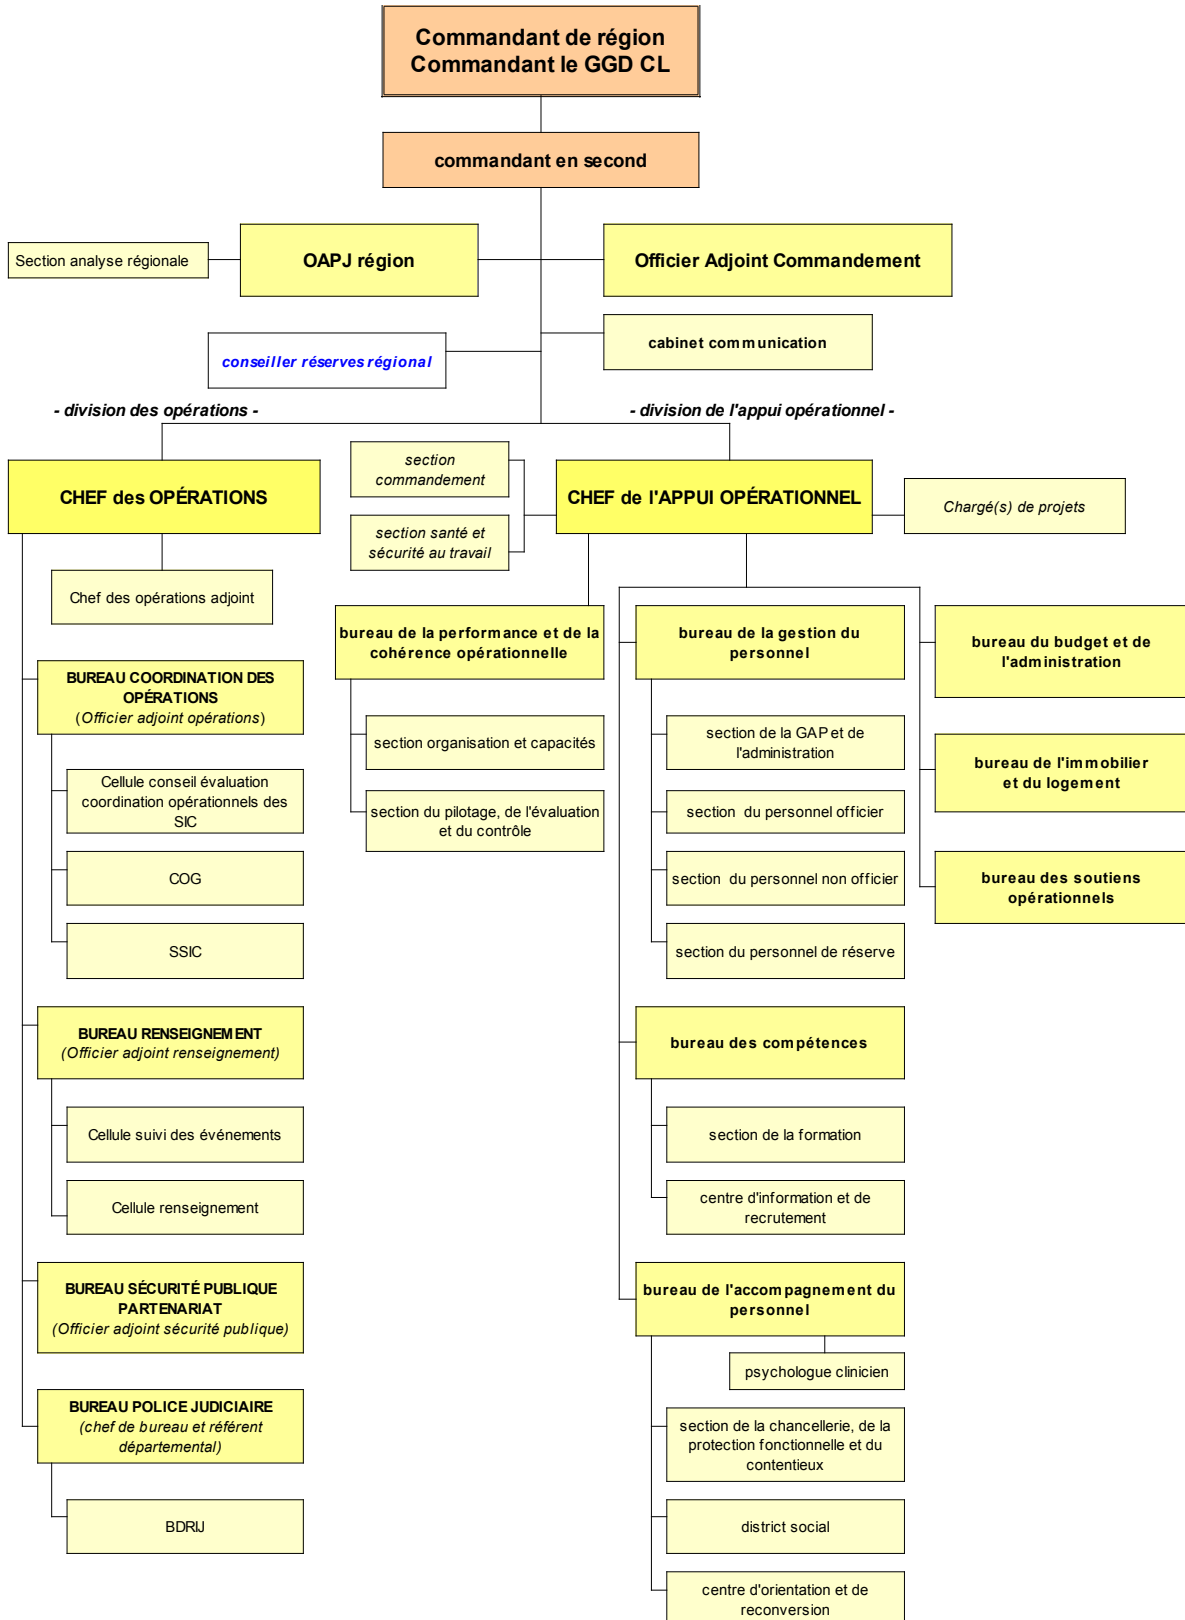 Commandant de région
Commandant le GGD CL
commandant en second
Section analyse régionale
OAPJ région
Officier Adjoint Commandement
conseiller réserves régional
cabinet communication
- division des opérations -
- division de l'appui opérationnel -
CHEF des OPÉRATIONS
section
commandement
section santé et
sécurité au travail
CHEF de l'APPUI OPÉRATIONNEL
Chargé(s) de projets
Chef des opérations adjoint
BUREAU COORDINATION DES
OPÉRATIONS
(Officier adjoint opérations)
Cellule conseil évaluation
coordination opérationnels des
SIC
COG
SSIC
BUREAU RENSEIGNEMENT
(Officier adjoint renseignement)
Cellule suivi des événements
Cellule renseignement
BUREAU SÉCURITÉ PUBLIQUE
PARTENARIAT
(Officier adjoint sécurité publique)
BUREAU POLICE JUDICIAIRE
(chef de bureau et référent
départemental)
BDRIJ
bureau de la performance et de la
cohérence opérationnelle
section organisation et capacités
section du pilotage, de l'évaluation
et du contrôle
bureau de la gestion du
personnel
section de la GAP et de
l'administration
section du personnel officier
section du personnel non officier
section du personnel de réserve
bureau des compétences
section de la formation
centre d'information et de
recrutement
bureau de l'accompagnement du
personnel
psychologue clinicien
section de la chancellerie, de la
protection fonctionnelle et du
contentieux
district social
centre d'orientation et de
reconversion
bureau du budget et de
l'administration
bureau de l'immobilier
et du logement
bureau des soutiens
opérationnels